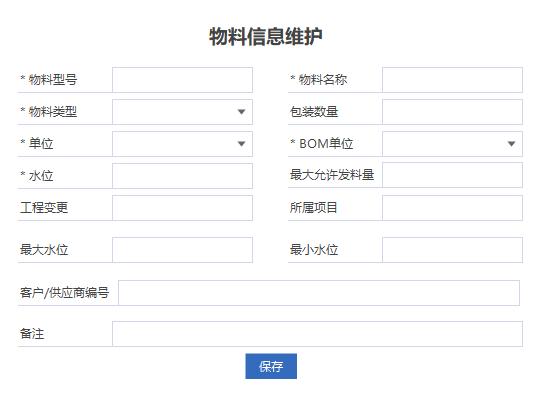 物料信息维护
* 物料型号 * 物料名称
* 物料类型 包装数量
* 单位 * BOM单位
* 水位 最大允许发料量
工程变更 所属项目
最大水位 最小水位
客户/供应商编号
备注
保存